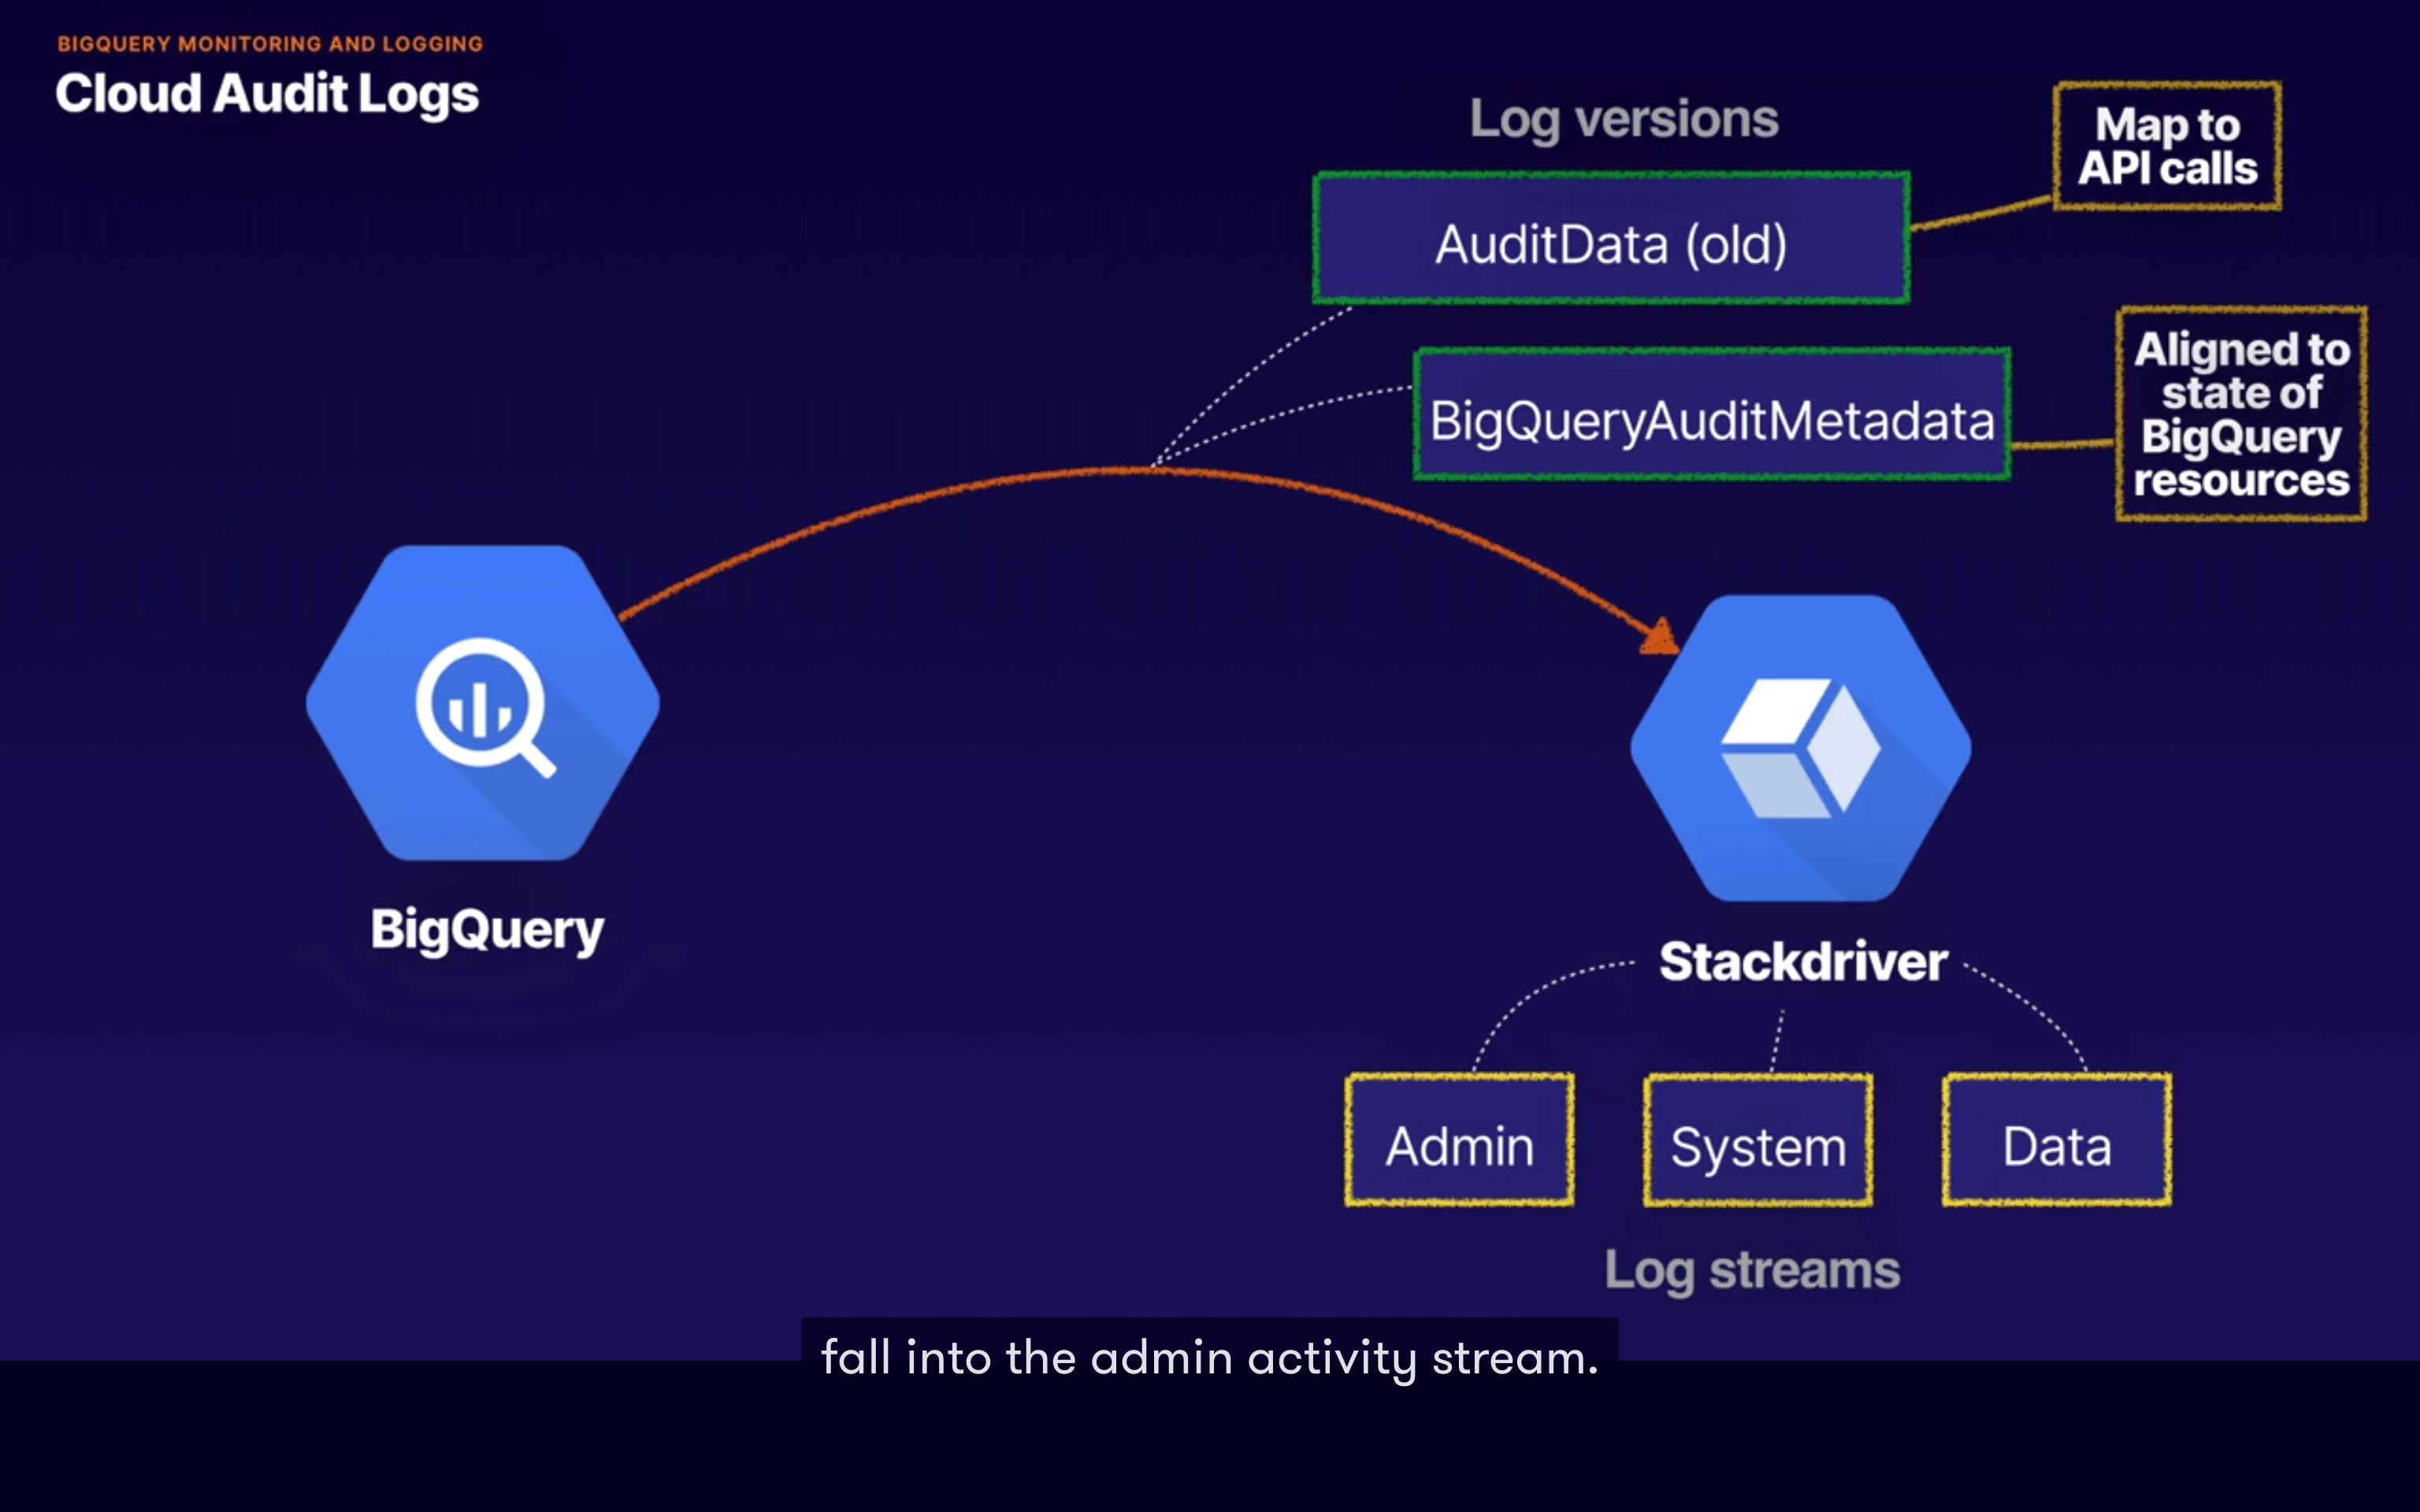 BIGQUERY MONITORING AND LOGGING
Cloud Audit Logs
Log versions
Map to
API calls
AuditData (old)
Aligned to
state of
BigQuery
resources
BigQueryAuditMetadata
BigQuery
Stackdriver
Admin
System
Data
Log streams
fall into the admin activity stream.